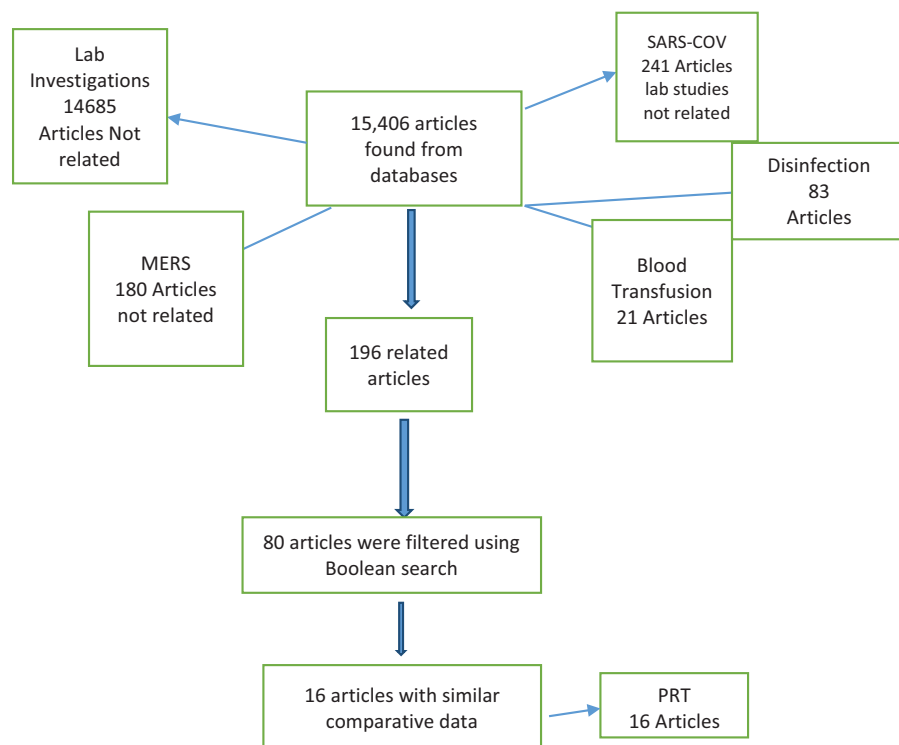 Lab
Investigations
14685
Articles Not
related
SARS-COV
241 Articles
lab studies
not related
15,406 articles
found from
databases
Disinfection
83
Articles
MERS
180 Articles
not related
Blood
Transfusion
21 Articles
196 related
articles
80 articles were filtered using
Boolean search
16 articles with similar
comparative data
PRT
16 Articles